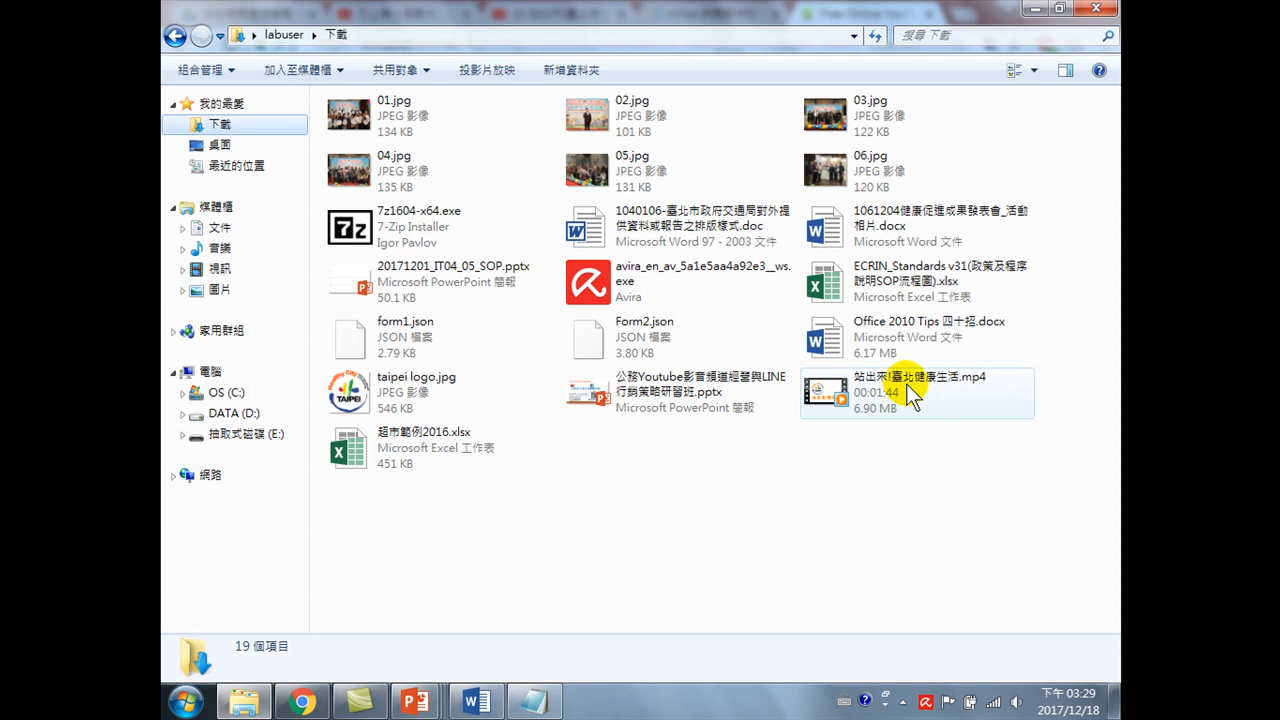 labuser
下載
搜尋 下載
組合管理
加入至媒體櫃
共用對象
投影片放映
新增資料夾
我的最愛
下載
桌面
最近的位置
媒體櫃
文件
音樂
視訊
圖片
家用群組
電腦
OS (C:)
DATA (D:)
抽取式磁碟 (E:)
網路
01.jpg
JPEG 影像
134 KB
02.jpg
JPEG 影像
101 KB
03.jpg
JPEG 影像
122 KB
04.jpg
JPEG 影像
135 KB
05.jpg
JPEG 影像
131 KB
06.jpg
JPEG 影像
120 KB
7z
7z1604-x64.exe
7-Zip Installer
Igor Pavlov
1040106-臺北市政府交通局對外提
供資料或報告之排版樣式.doc
Microsoft Word 97 - 2003 文件
1061204健康促進成果發表會_活動
相片.docx
Microsoft Word 文件
20171201_IT04_05_SOP.pptx
Microsoft PowerPoint 簡報
50.1 KB
avira_en_av_5a1e5aa4a92e3__ws.
exe
Avira
ECRIN_Standards v31(政策及程序
說明SOP流程圖).xlsx
Microsoft Excel 工作表
form1.json
JSON 檔案
2.79 KB
Form2.json
JSON 檔案
3.80 KB
Office 2010 Tips 四十招.docx
Microsoft Word 文件
6.17 MB
TAIPEI
taipei logo.jpg
JPEG 影像
546 KB
公務Youtube影音頻道經營與LINE
行銷策略研習班.pptx
Microsoft PowerPoint 簡報
站出來!臺北健康生活.mp4
00:01:44
6.90 MB
超市範例2016.xlsx
Microsoft Excel 工作表
451 KB
19 個項目
下午 03:29
2017/12/18